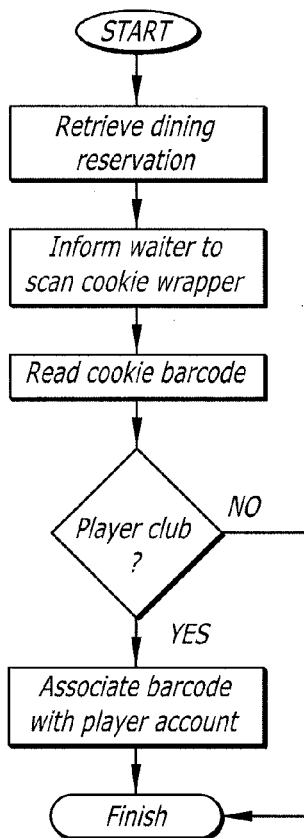 START
Retrieve dining
reservation
Inform waiter to
scan cookie wrapper
Read cookie barcode
Player club
?
NO
YES
Associate barcode
with player account
Finish